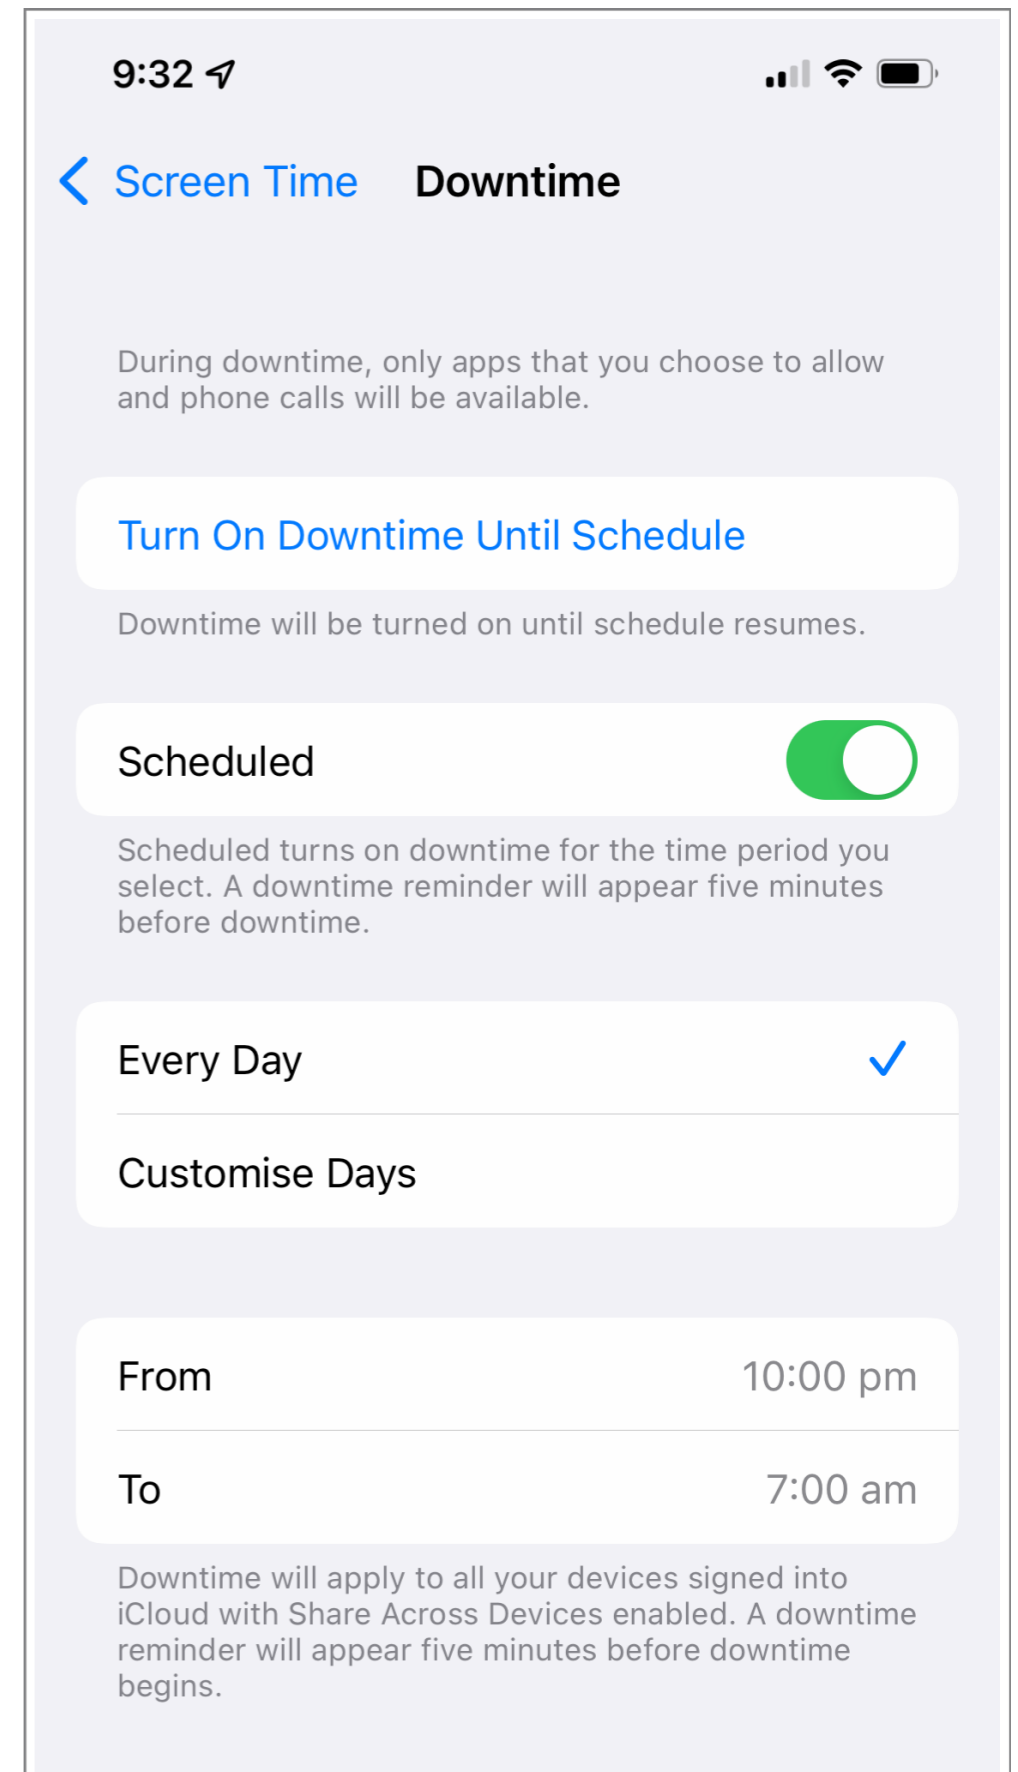 9:32
Screen Time Downtime
During downtime, only apps that you choose to allow
and phone calls will be available.
Turn On Downtime Until Schedule
Downtime will be turned on until schedule resumes.
Scheduled
Scheduled turns on downtime for the time period you
select. A downtime reminder will appear five minutes
before downtime.
Every Day
Customise Days
From 10:00 pm
To 7:00 am
Downtime will apply to all your devices signed into
iCloud with Share Across Devices enabled. A downtime
reminder will appear five minutes before downtime
begins.